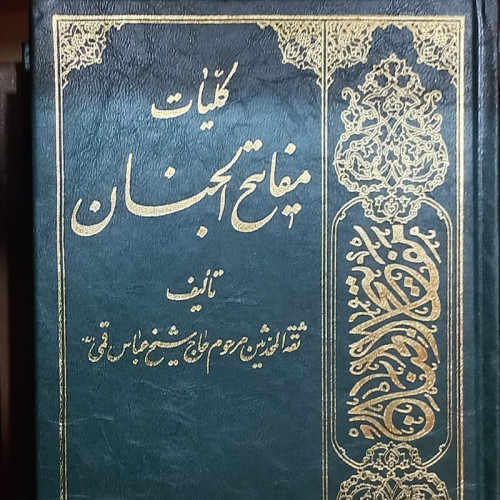 کلیات
مفاتیح الجنان
تألیف
ثقة المحدثین مرحوم حاج شیخ عباس قمی